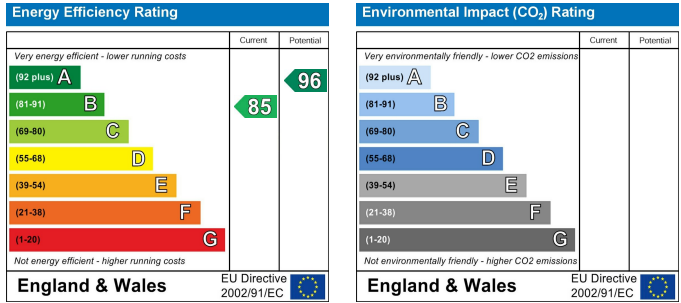 Energy Efficiency Rating
Current Potential
Very energy efficient - lower running costs
(92 plus) A
96
(81-91) B
85
(69-80) C
(55-68) D
(39-54) E
(21-38) F
(1-20) G
Not energy efficient - higher running costs
England & Wales
EU Directive
2002/91/EC
Environmental Impact (CO₂) Rating
Current Potential
Very environmentally friendly - lower CO2 emissions
(92 plus) A
(81-91) B
(69-80) C
(55-68) D
(39-54) E
(21-38) F
(1-20) G
Not environmentally friendly - higher CO2 emissions
England & Wales
EU Directive
2002/91/EC